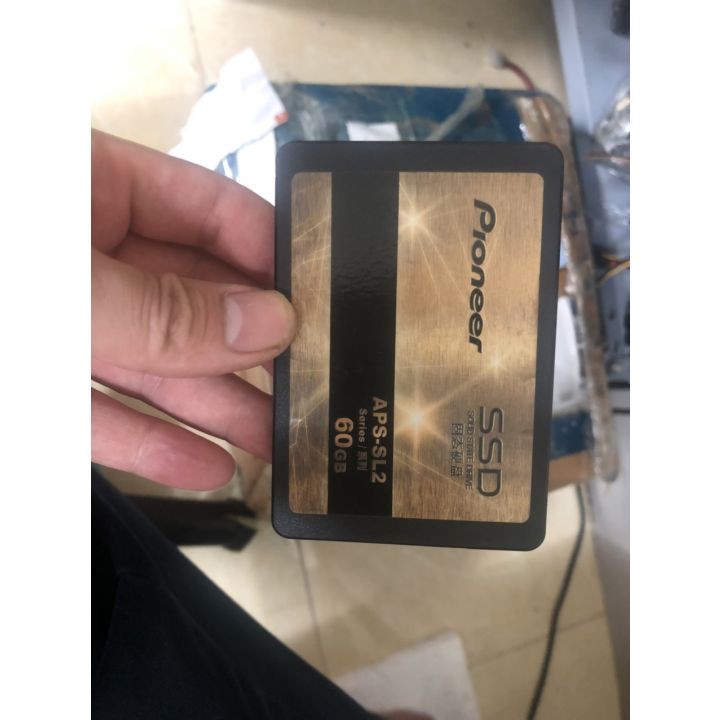 Pioneer
SSD
SOLID STATE DRIVE
固态硬盘
APS-SL2
Series / 系列
60GB